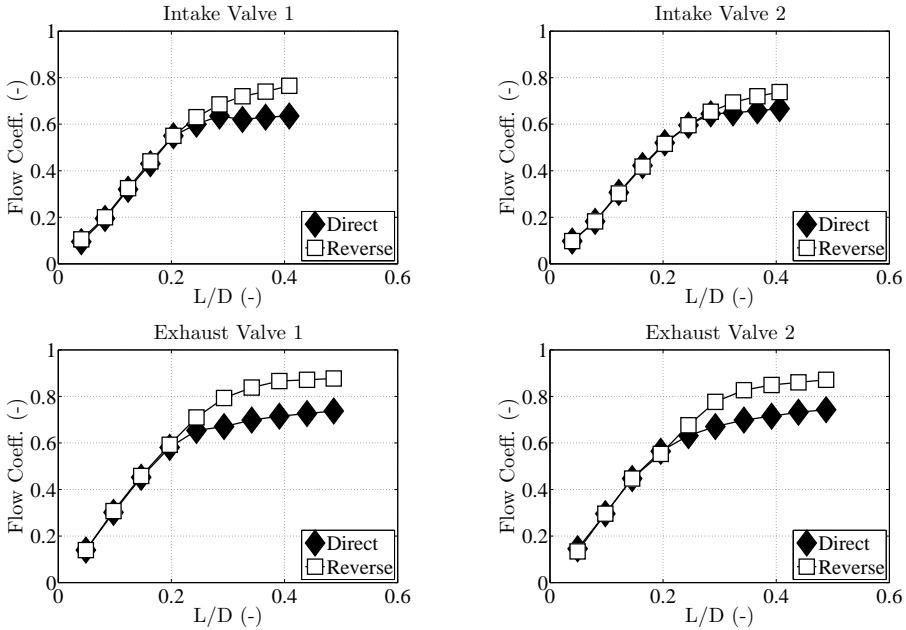 Intake Valve 1
1
0.8
0.6
0.4
0.2
0
0
0.2
0.4
0.6
Flow Coeff. (-)
L/D (-)
Direct
Reverse
Intake Valve 2
1
0.8
0.6
0.4
0.2
0
0
0.2
0.4
0.6
Flow Coeff. (-)
L/D (-)
Direct
Reverse
Exhaust Valve 1
1
0.8
0.6
0.4
0.2
0
0
0.2
0.4
0.6
Flow Coeff. (-)
L/D (-)
Direct
Reverse
Exhaust Valve 2
1
0.8
0.6
0.4
0.2
0
0
0.2
0.4
0.6
Flow Coeff. (-)
L/D (-)
Direct
Reverse